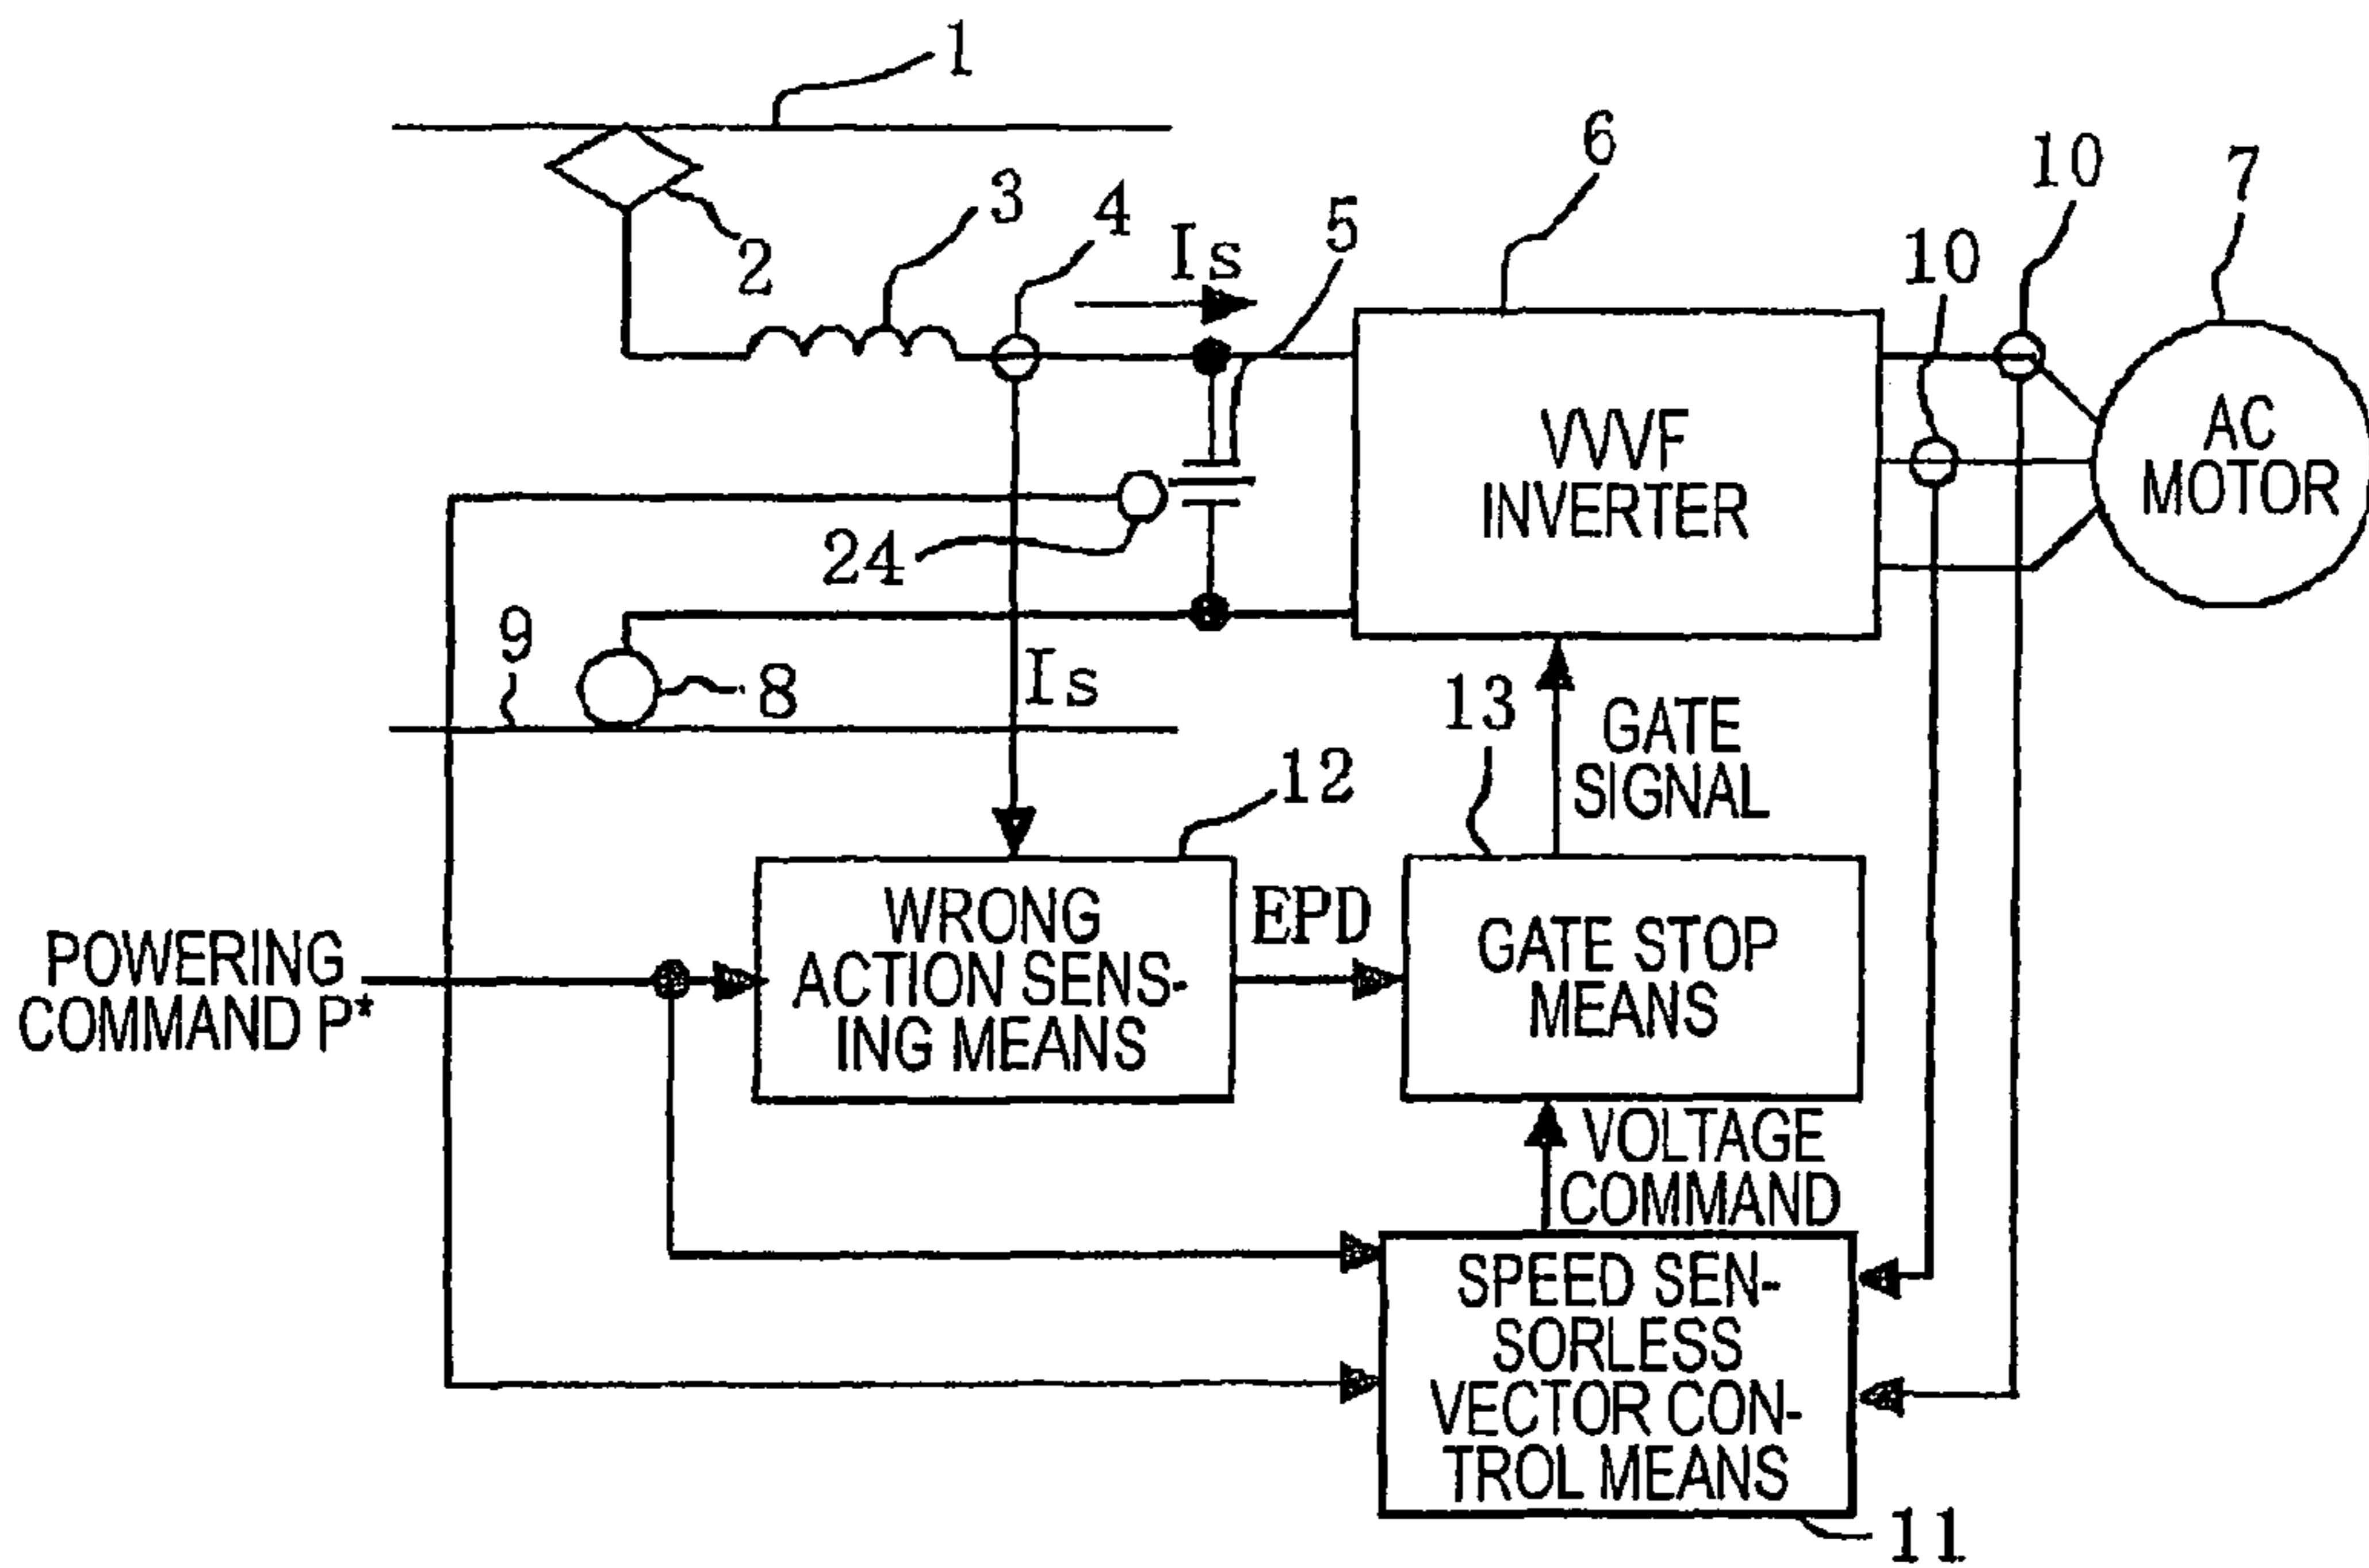 1
2
3
4
Is
5
6
10
10
7
VVVF
INVERTER
AC
MOTOR
24
9
8
Is
13
GATE
SIGNAL
12
POWERING
COMMAND P*
WRONG
ACTION SENS-
ING MEANS
EPD
GATE STOP
MEANS
VOLTAGE
COMMAND
SPEED SEN-
SORLESS
VECTOR CON-
TROL MEANS
11